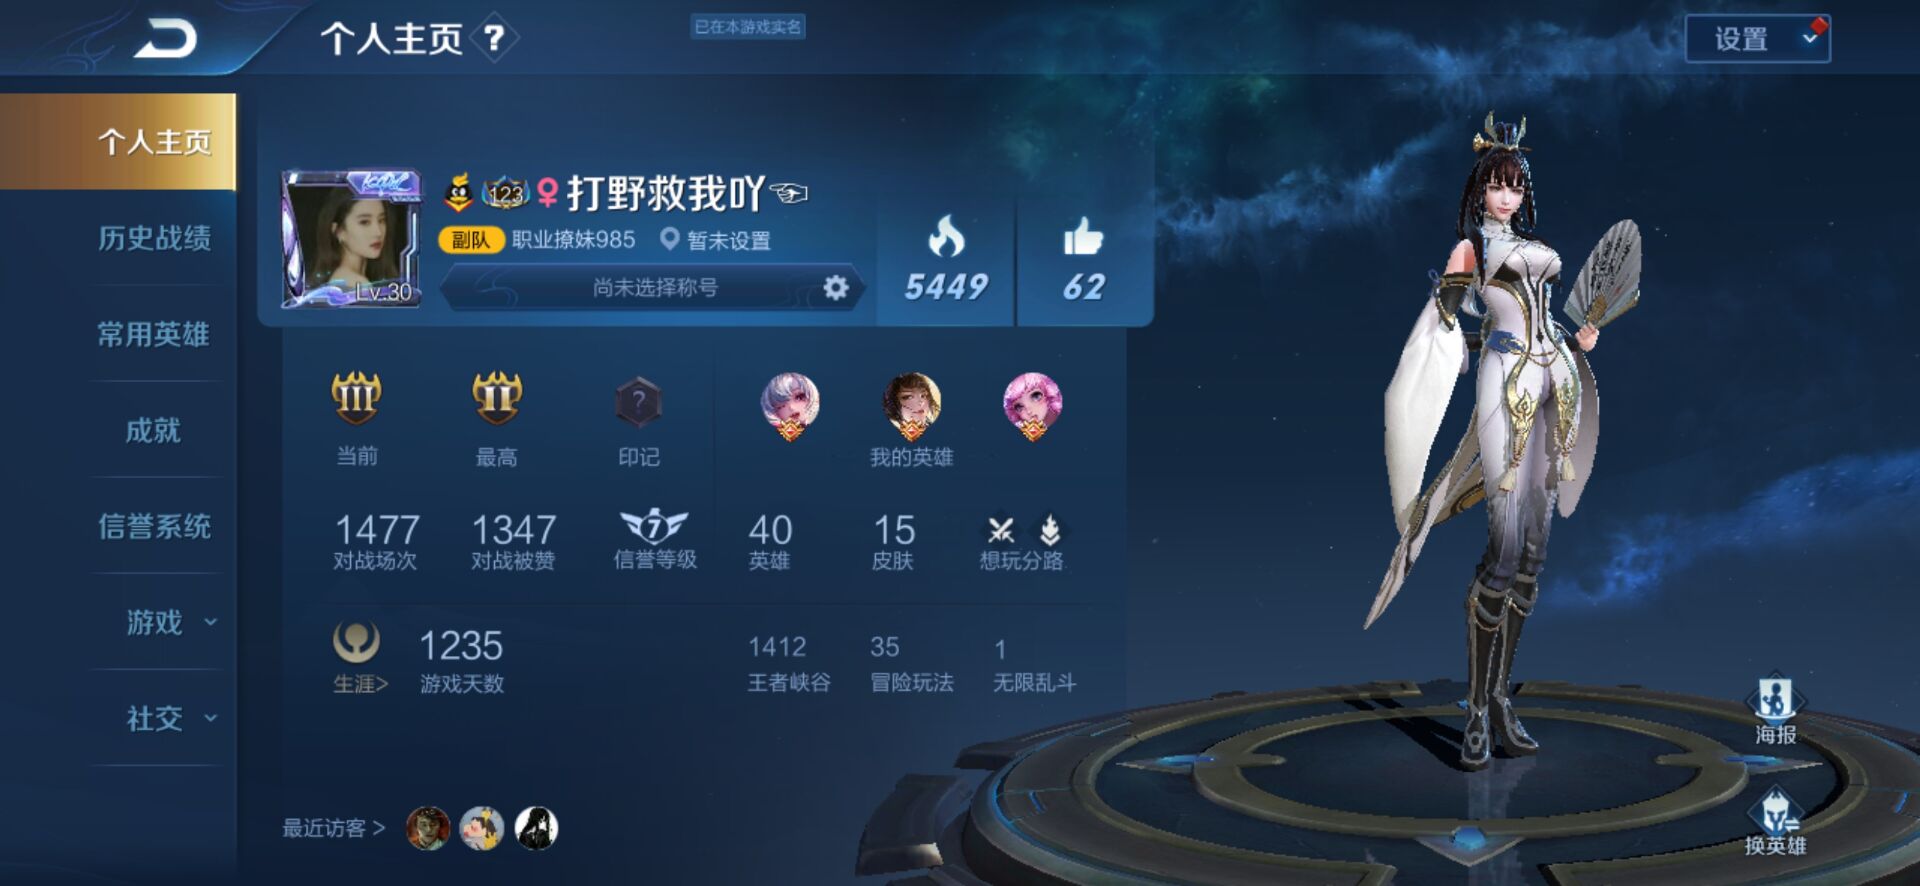 个人主页 ?
已在本游戏实名
设置
个人主页
历史战绩
常用英雄
成就
信誉系统
游戏
社交
Lv.30
123 ♀ 打野救我吖☜
副队 职业撩妹985 暂未设置
尚未选择称号
5449
62
III
当前
II
最高
?
印记
我的英雄
1477
对战场次
1347
对战被赞
7
信誉等级
40
英雄
15
皮肤
想玩分路
生涯>
1235
游戏天数
1412
王者峡谷
35
冒险玩法
1
无限乱斗
最近访客 >
海报
换英雄